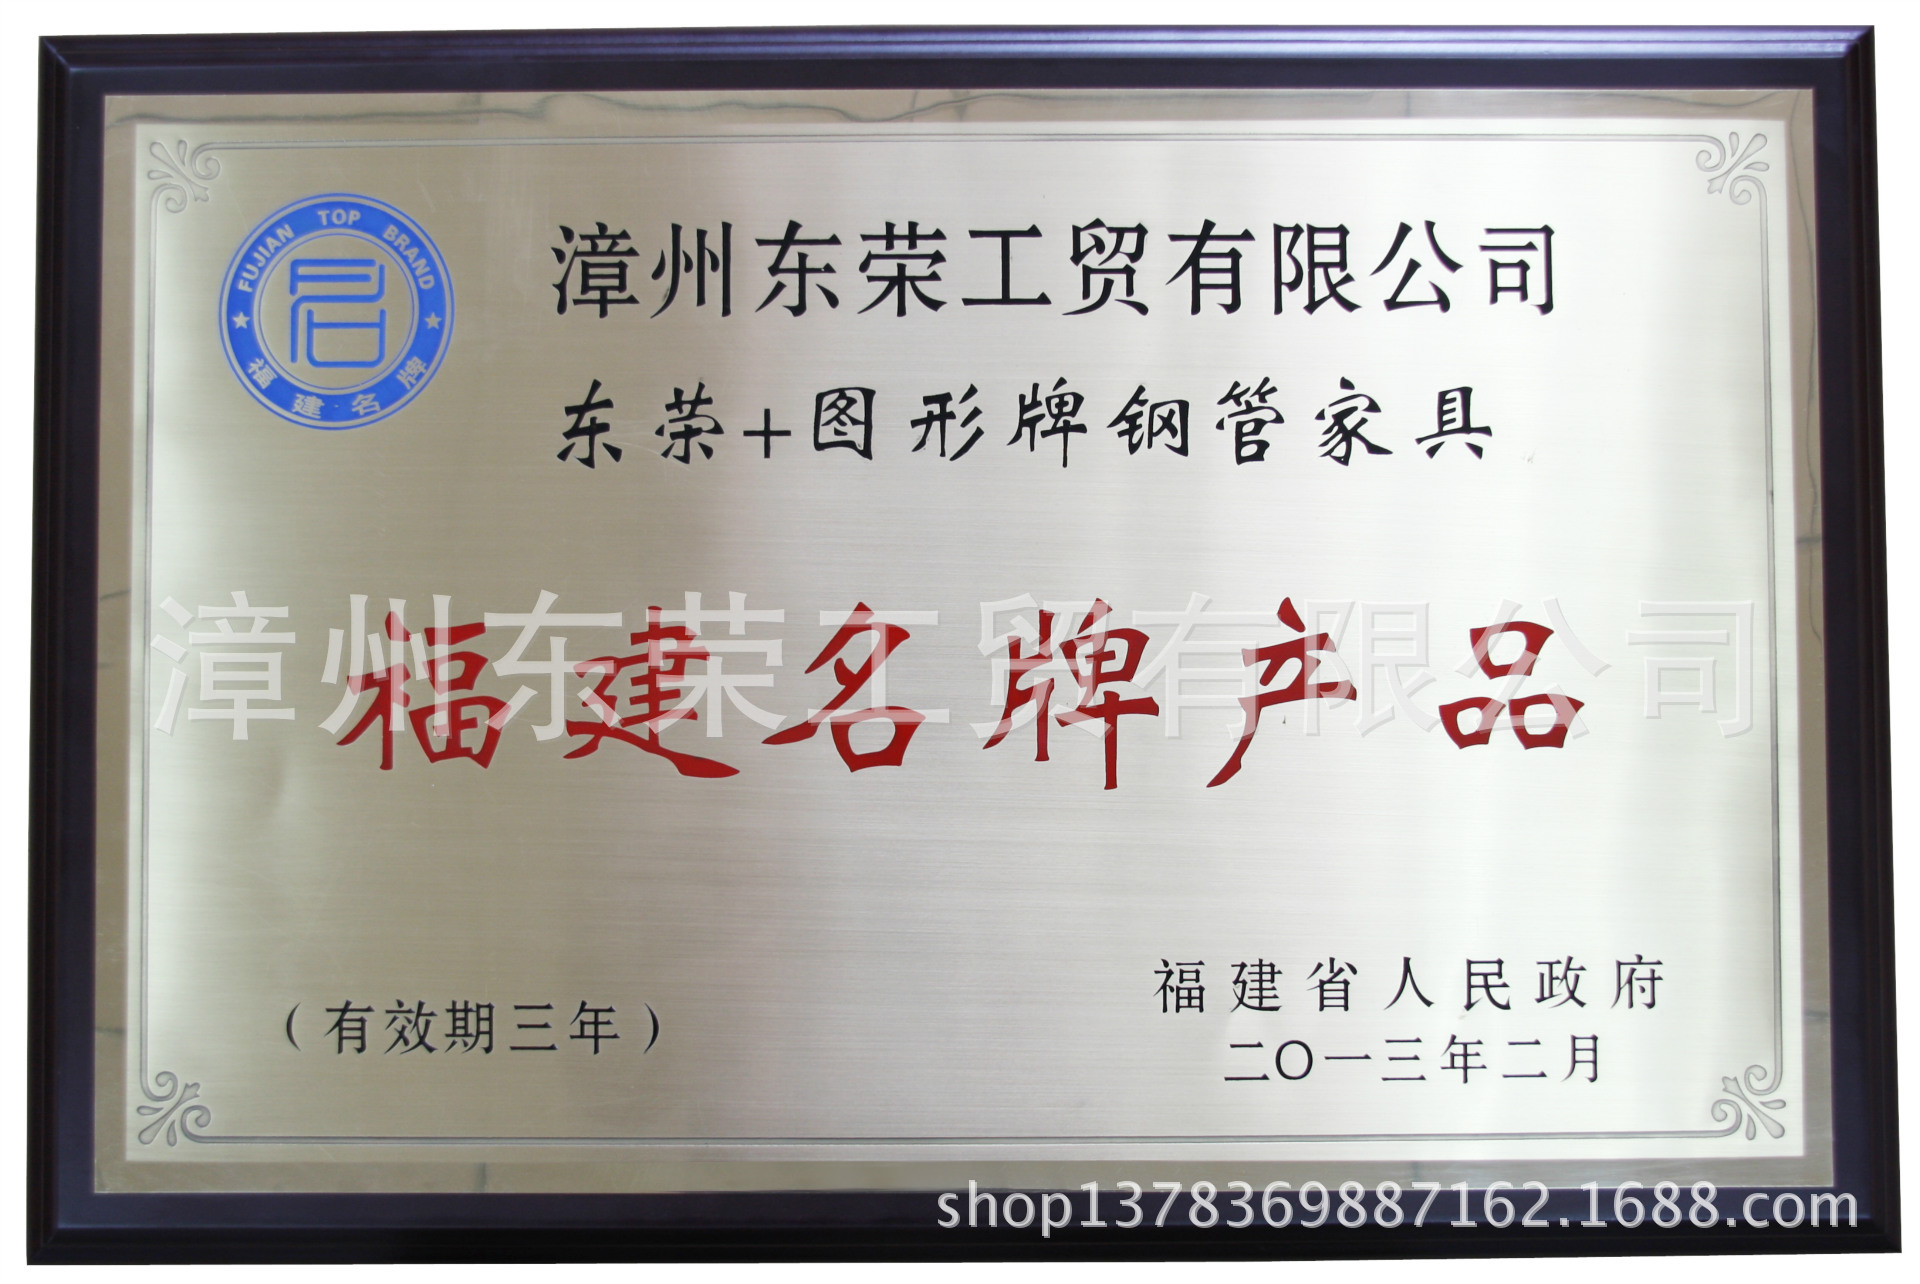 FUJIAN TOP BRAND
名
福建名牌
漳州东荣工贸有限公司
东荣+图形牌钢管家具
福建名牌产品
漳州东荣工贸有限公司
（有效期三年）
福建省人民政府
二〇一三年二月
shop1378369887162.1688.com